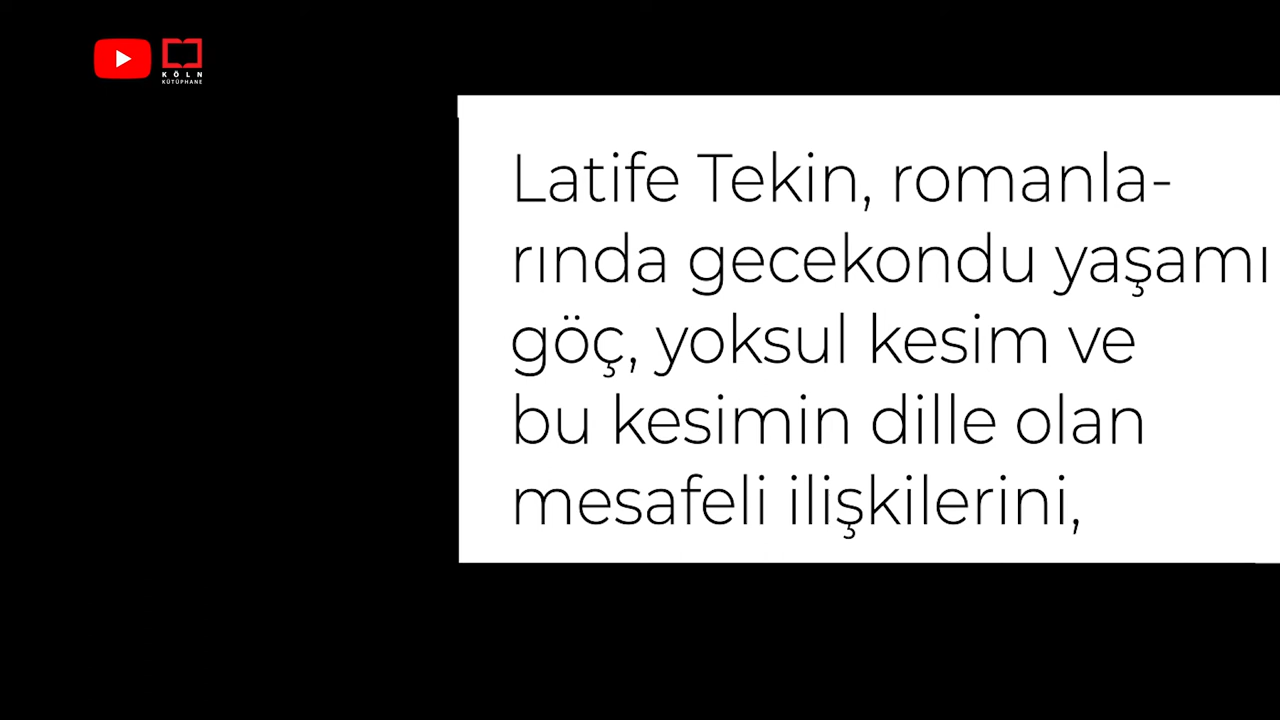 KÖLN
KÜTÜPHANE
Latife Tekin, romanla-
rında gecekondu yaşamı
göç, yoksul kesim ve
bu kesimin dille olan
mesafeli ilişkilerini,